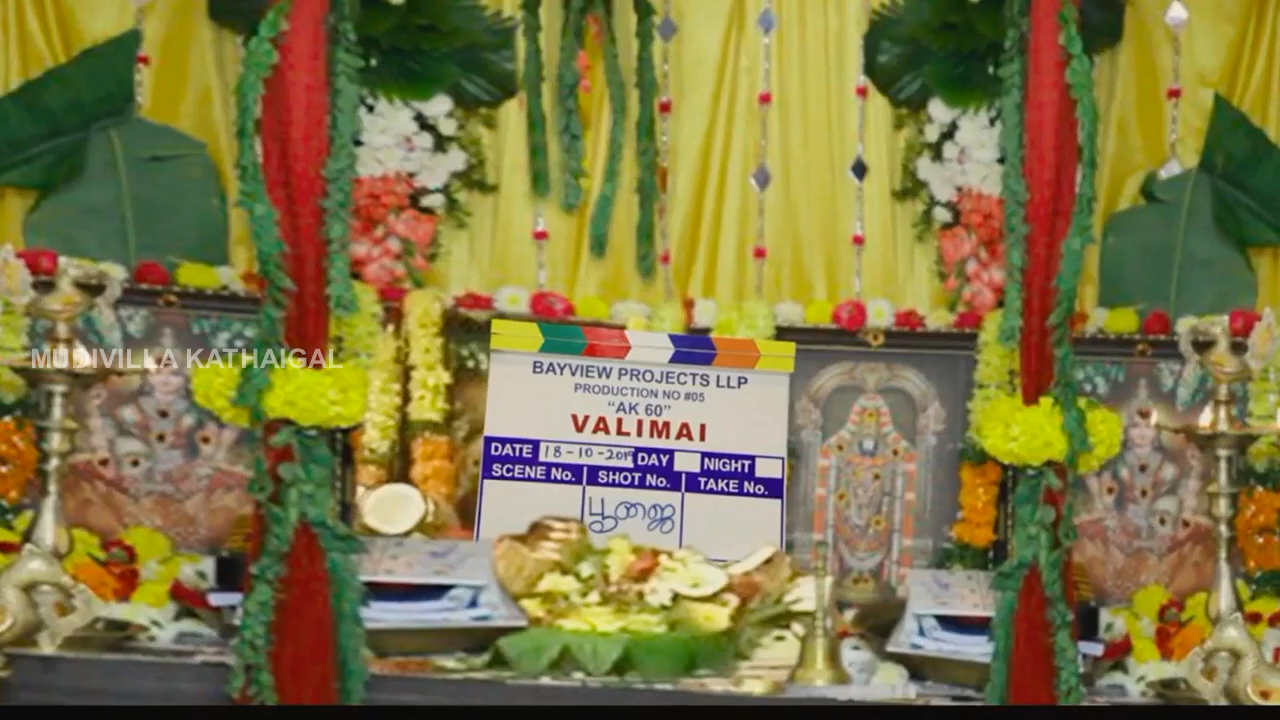 MUDIVILLA KATHAIGAL
BAYVIEW PROJECTS LLP
PRODUCTION NO #05
“AK 60”
VALIMAI
DATE 18-10-2019 DAY NIGHT
SCENE No. SHOT No. TAKE No.
பூஜை